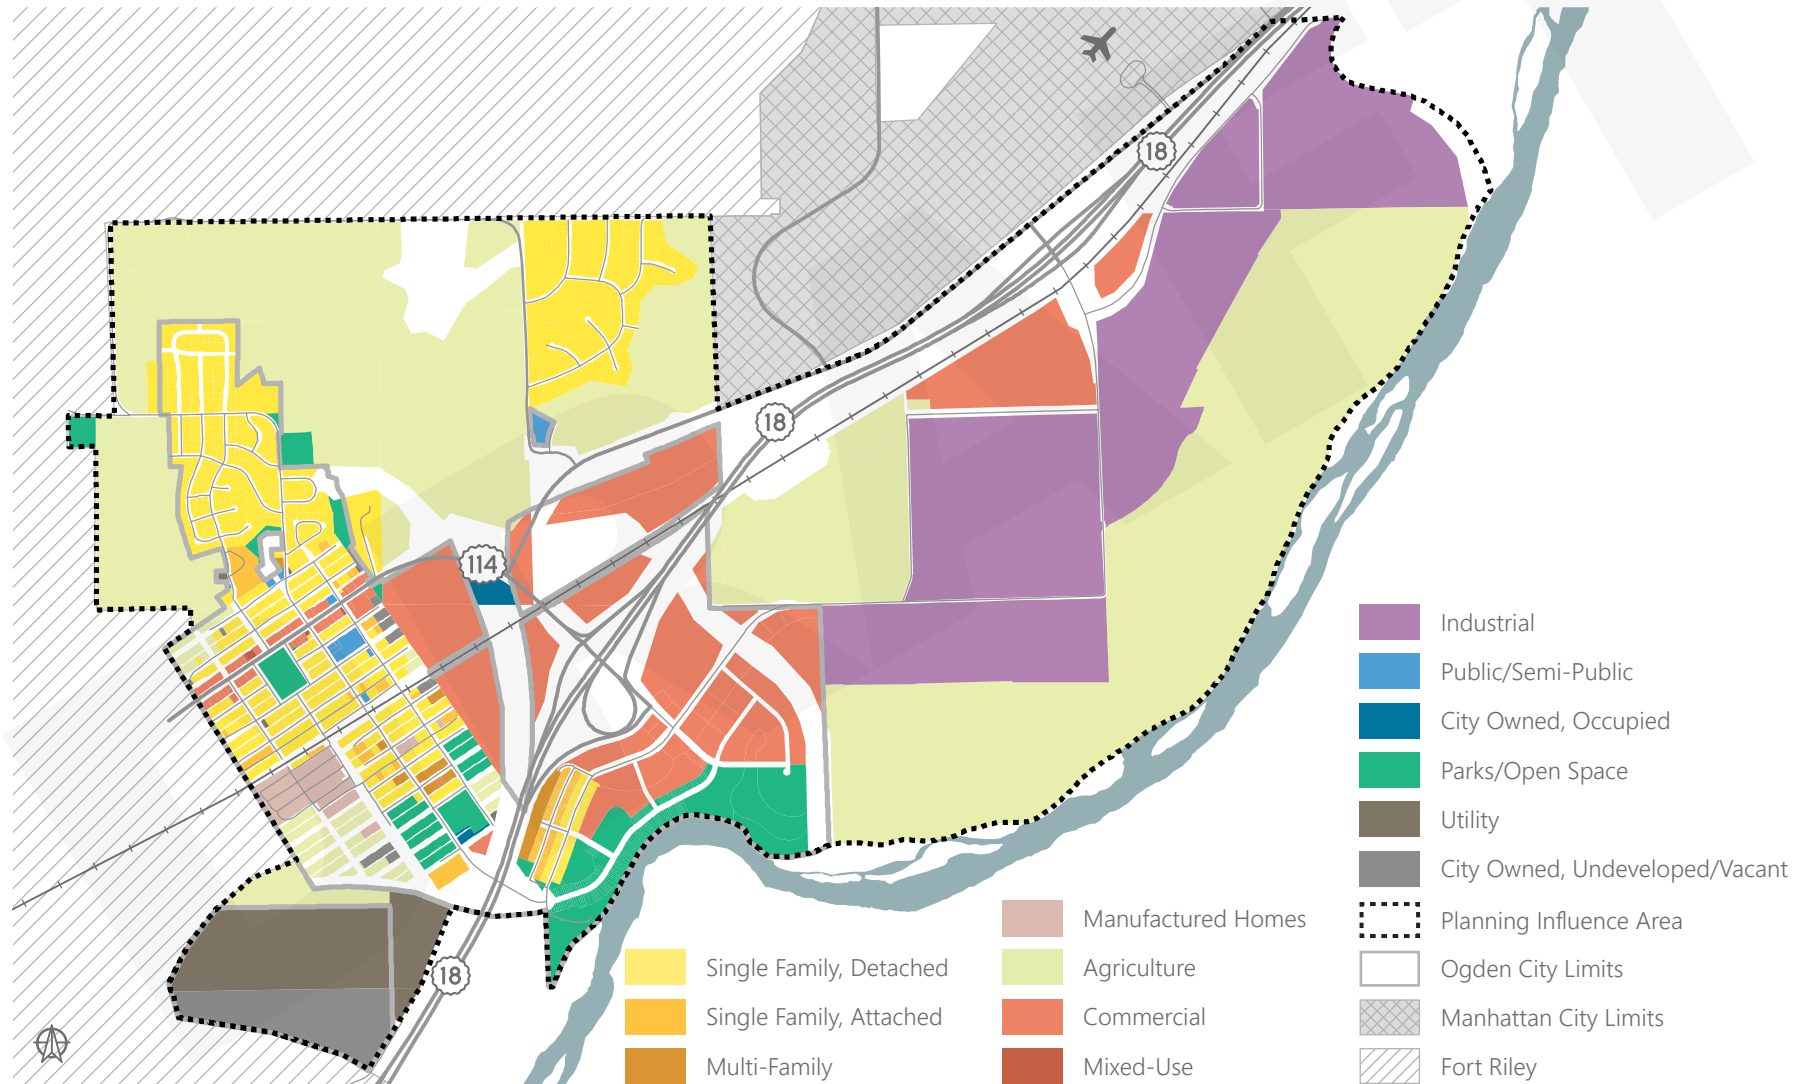 18
18
114
18
Industrial
Public/Semi-Public
City Owned, Occupied
Parks/Open Space
Utility
City Owned, Undeveloped/Vacant
Planning Influence Area
Ogden City Limits
Manhattan City Limits
Fort Riley
Manufactured Homes
Agriculture
Commercial
Mixed-Use
Single Family, Detached
Single Family, Attached
Multi-Family